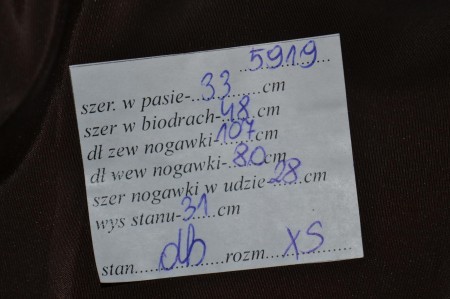 ..5919......
szer. w pasie-..33......cm
szer w biodrach-48....cm
dł zew nogawki-107.....cm
dł wew nogawki-.80.cm
szer nogawki w udzie-28..cm
wys stanu-31...cm
stan....db.......rozm...XS......